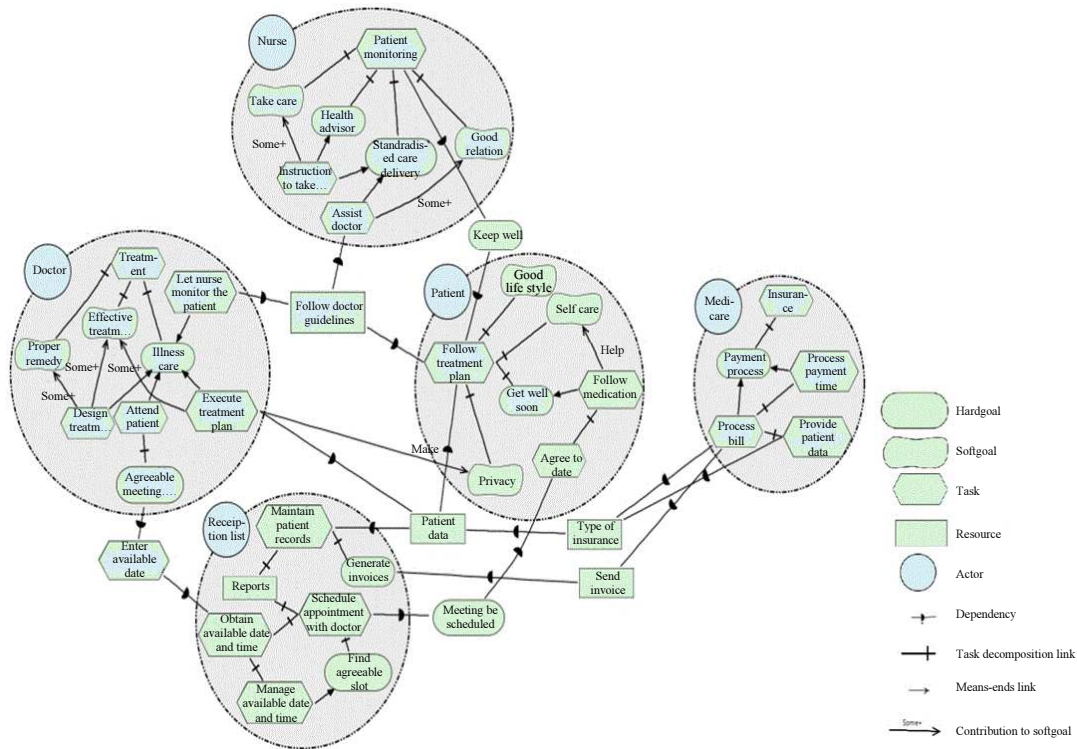 Nurse
Patient
monitoring
Take care
Health
advisor
Some+
Standradis-
ed care
delivery
Good
relation
Instruction
to take…
Assist
doctor
Some+
Keep well
Doctor
Treatm-
ent
Let nurse
monitor the
patient
Effective
treatm…
Proper
remedy
Some+
Some+
Illness
care
Some+
Design
treatm…
Attend
patient
Execute
treatment
plan
Agreeable
meeting….
Follow doctor
guidelines
Patient
Good
life style
Self care
Help
Follow
treatment
plan
Get well
soon
Follow
medication
Make
Agree to
date
Privacy
Medi-
care
Insuran-
ce
Payment
process
Process
payment
time
Process
bill
Provide
patient
data
Enter
available
date
Receip-
tion list
Maintain
patient
records
Patient
data
Type of
insurance
Generate
invoices
Send
invoice
Reports
Schedule
appointment
with doctor
Meeting be
scheduled
Obtain
available date
and time
Find
agreeable
slot
Manage
available date
and time
Hardgoal
Softgoal
Task
Resource
Actor
Dependency
Task decomposition link
Means-ends link
Some+
Contribution to softgoal